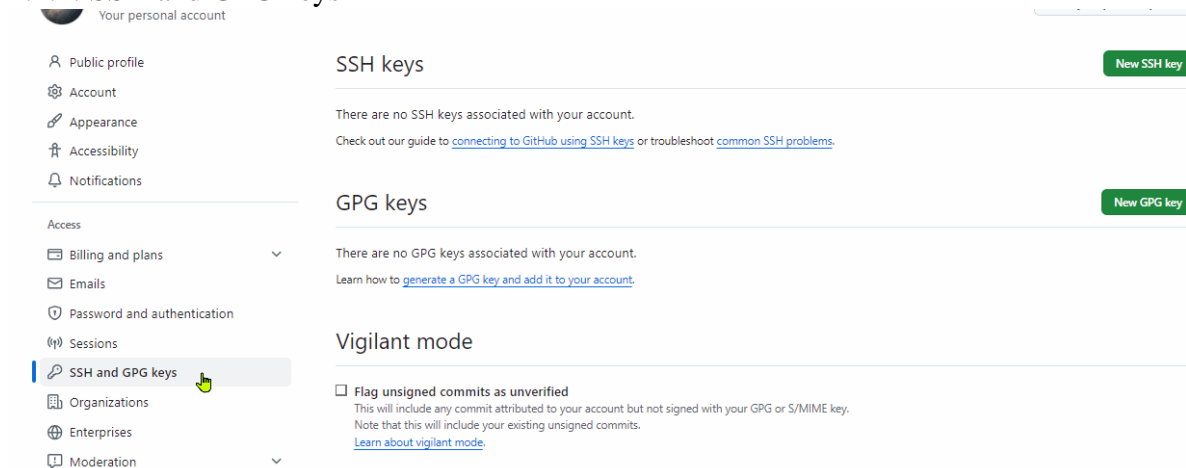 Your personal account
Public profile
Account
Appearance
Accessibility
Notifications
Access
Billing and plans
Emails
Password and authentication
Sessions
SSH and GPG keys
Organizations
Enterprises
Moderation
SSH keys
New SSH key
There are no SSH keys associated with your account.
Check out our guide to connecting to GitHub using SSH keys or troubleshoot common SSH problems.
GPG keys
New GPG key
There are no GPG keys associated with your account.
Learn how to generate a GPG key and add it to your account.
Vigilant mode
Flag unsigned commits as unverified
This will include any commit attributed to your account but not signed with your GPG or S/MIME key.
Note that this will include your existing unsigned commits.
Learn about vigilant mode.